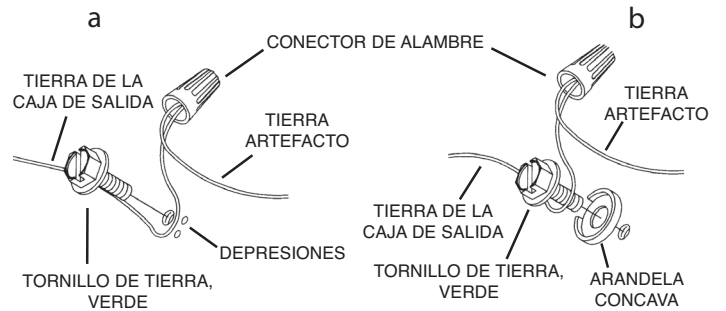 a
b
CONECTOR DE ALAMBRE
TIERRA DE LA
CAJA DE SALIDA
TIERRA
ARTEFACTO
DEPRESIONES
TORNILLO DE TIERRA,
VERDE
TIERRA
ARTEFACTO
TIERRA DE LA
CAJA DE SALIDA
TORNILLO DE TIERRA,
VERDE
ARANDELA
CONCAVA